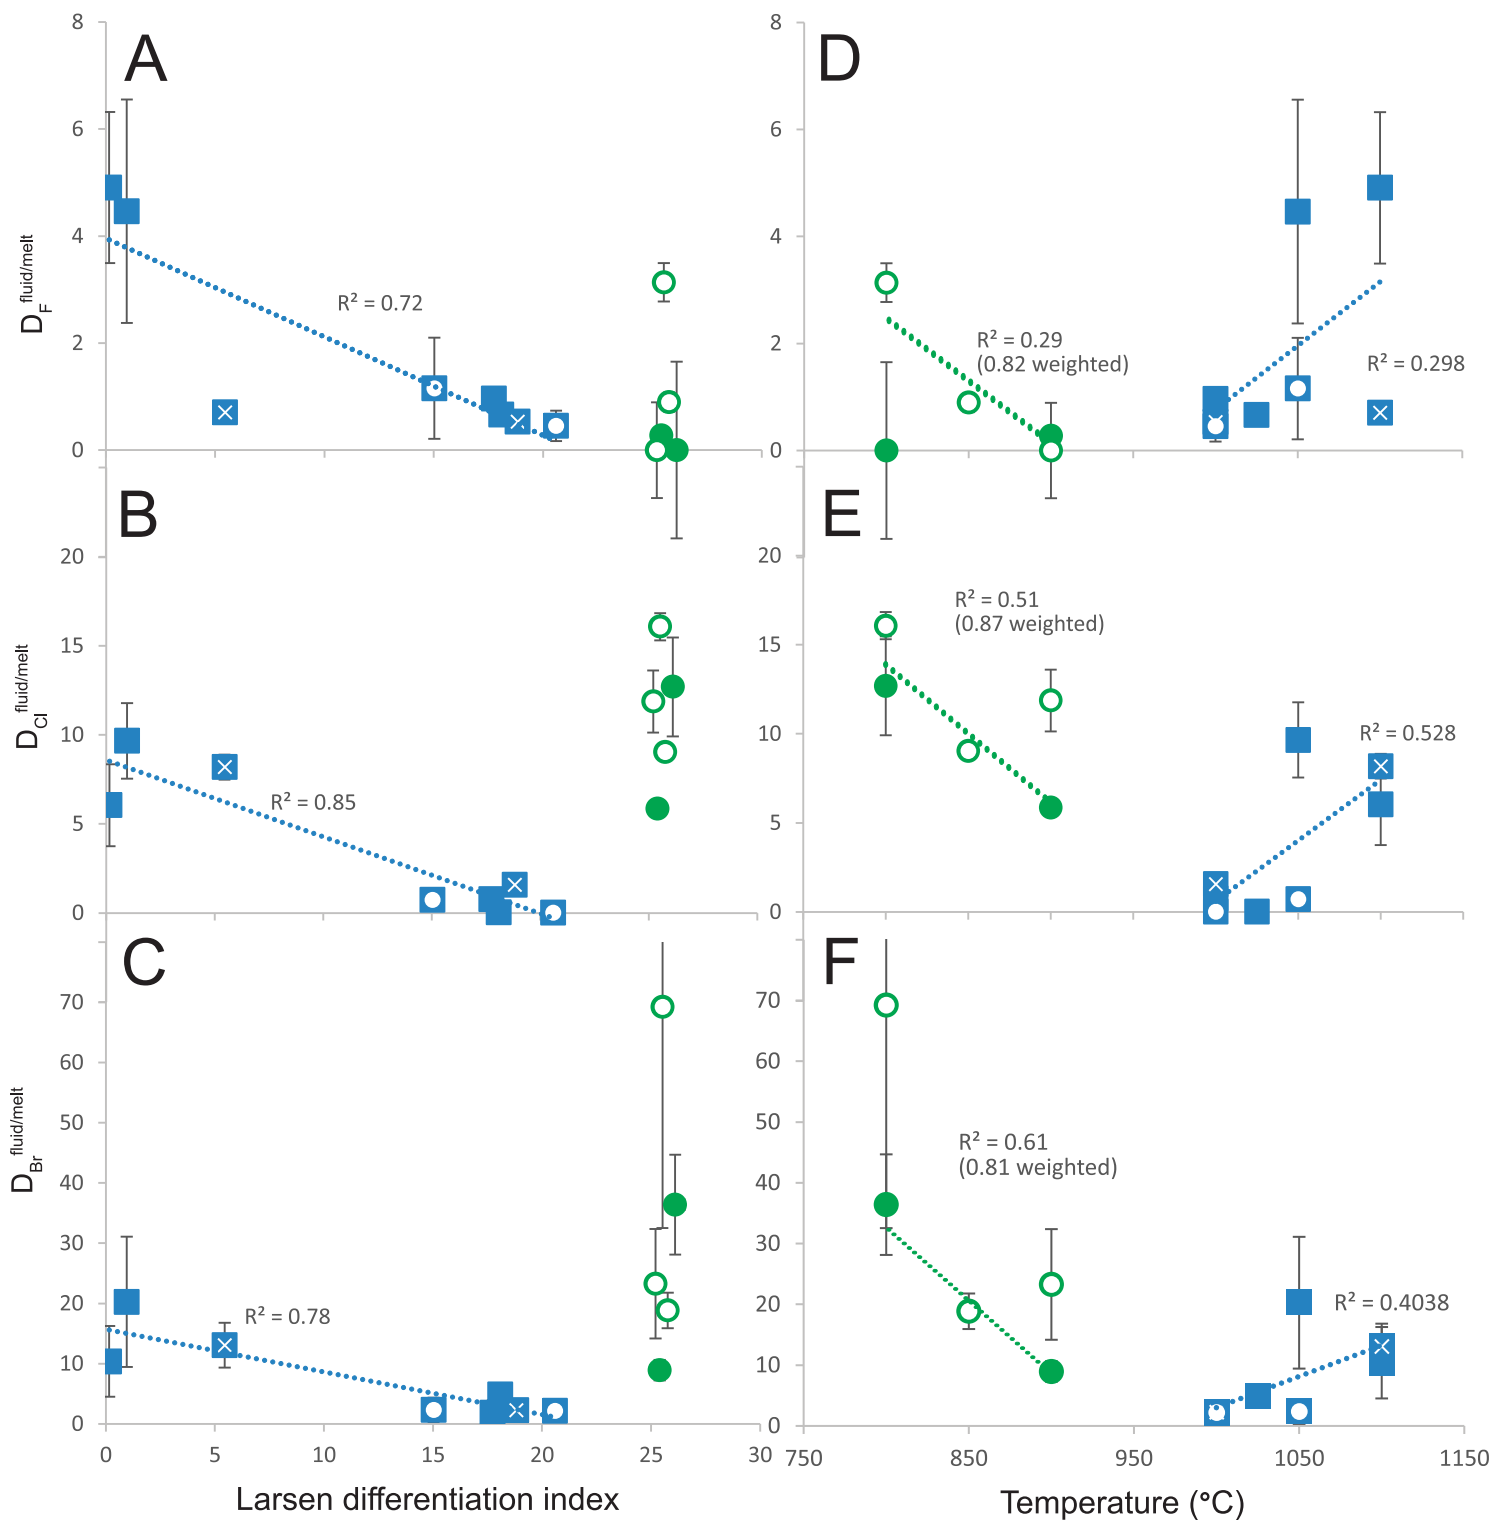 A
8
6
4
2
0
D_F^fluid/melt
R² = 0.72
B
20
15
10
5
0
D_Cl^fluid/melt
R² = 0.85
C
70
60
50
40
30
20
10
0
D_Br^fluid/melt
R² = 0.78
0 5 10 15 20 25 30
Larsen differentiation index
D
8
6
4
2
0
R² = 0.29
(0.82 weighted)
R² = 0.298
E
20
15
10
5
0
R² = 0.51
(0.87 weighted)
R² = 0.528
F
70
60
50
40
30
20
10
0
R² = 0.61
(0.81 weighted)
R² = 0.4038
750 850 950 1050 1150
Temperature (°C)